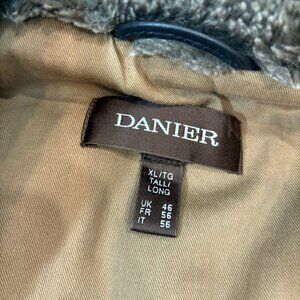 DANIER
XL/TG
TALL/
LONG
UK 46
FR 56
IT 56